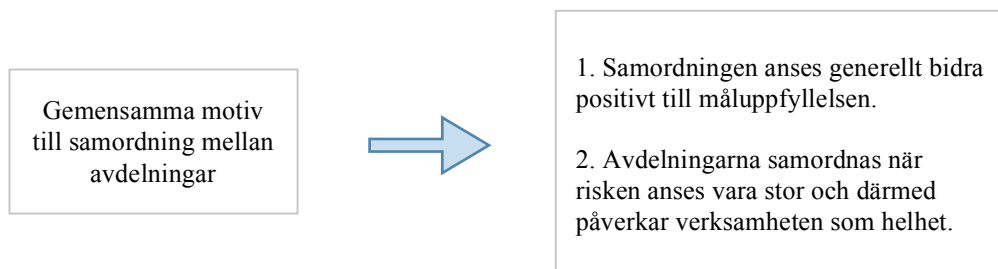 Gemensamma motiv
till samordning mellan
avdelningar
1. Samordningen anses generellt bidra
positivt till måluppfyllelsen.
2. Avdelningarna samordnas när
risken anses vara stor och därmed
påverkar verksamheten som helhet.